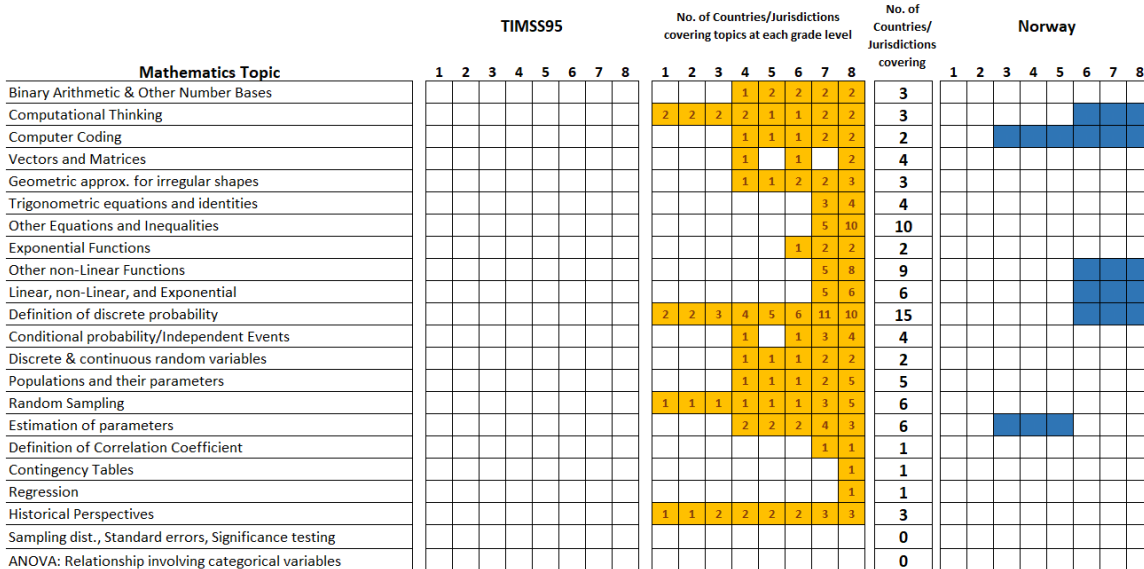 TIMSS95
No. of Countries/Jurisdictions
covering topics at each grade level
No. of
Countries/
Jurisdictions
covering
Norway
Mathematics Topic 1 2 3 4 5 6 7 8 1 2 3 4 5 6 7 8 1 2 3 4 5 6 7 8
Binary Arithmetic & Other Number Bases 1 2 2 2 2 3
Computational Thinking 2 2 2 2 1 1 2 2 3
Computer Coding 1 1 1 2 2 2
Vectors and Matrices 1 1 2 4
Geometric approx. for irregular shapes 1 1 2 2 3 3
Trigonometric equations and identities 3 4 4
Other Equations and Inequalities 5 10 10
Exponential Functions 1 2 2 2
Other non-Linear Functions 5 8 9
Linear, non-Linear, and Exponential 5 6 6
Definition of discrete probability 2 2 3 4 5 6 11 10 15
Conditional probability/Independent Events 1 1 3 4 4
Discrete & continuous random variables 1 1 1 2 2 2
Populations and their parameters 1 1 1 2 5 5
Random Sampling 1 1 1 1 1 1 3 5 6
Estimation of parameters 2 2 2 4 3 6
Definition of Correlation Coefficient 1 1 1
Contingency Tables 1 1
Regression 1 1
Historical Perspectives 1 1 2 2 2 2 3 3 3
Sampling dist., Standard errors, Significance testing 0
ANOVA: Relationship involving categorical variables 0